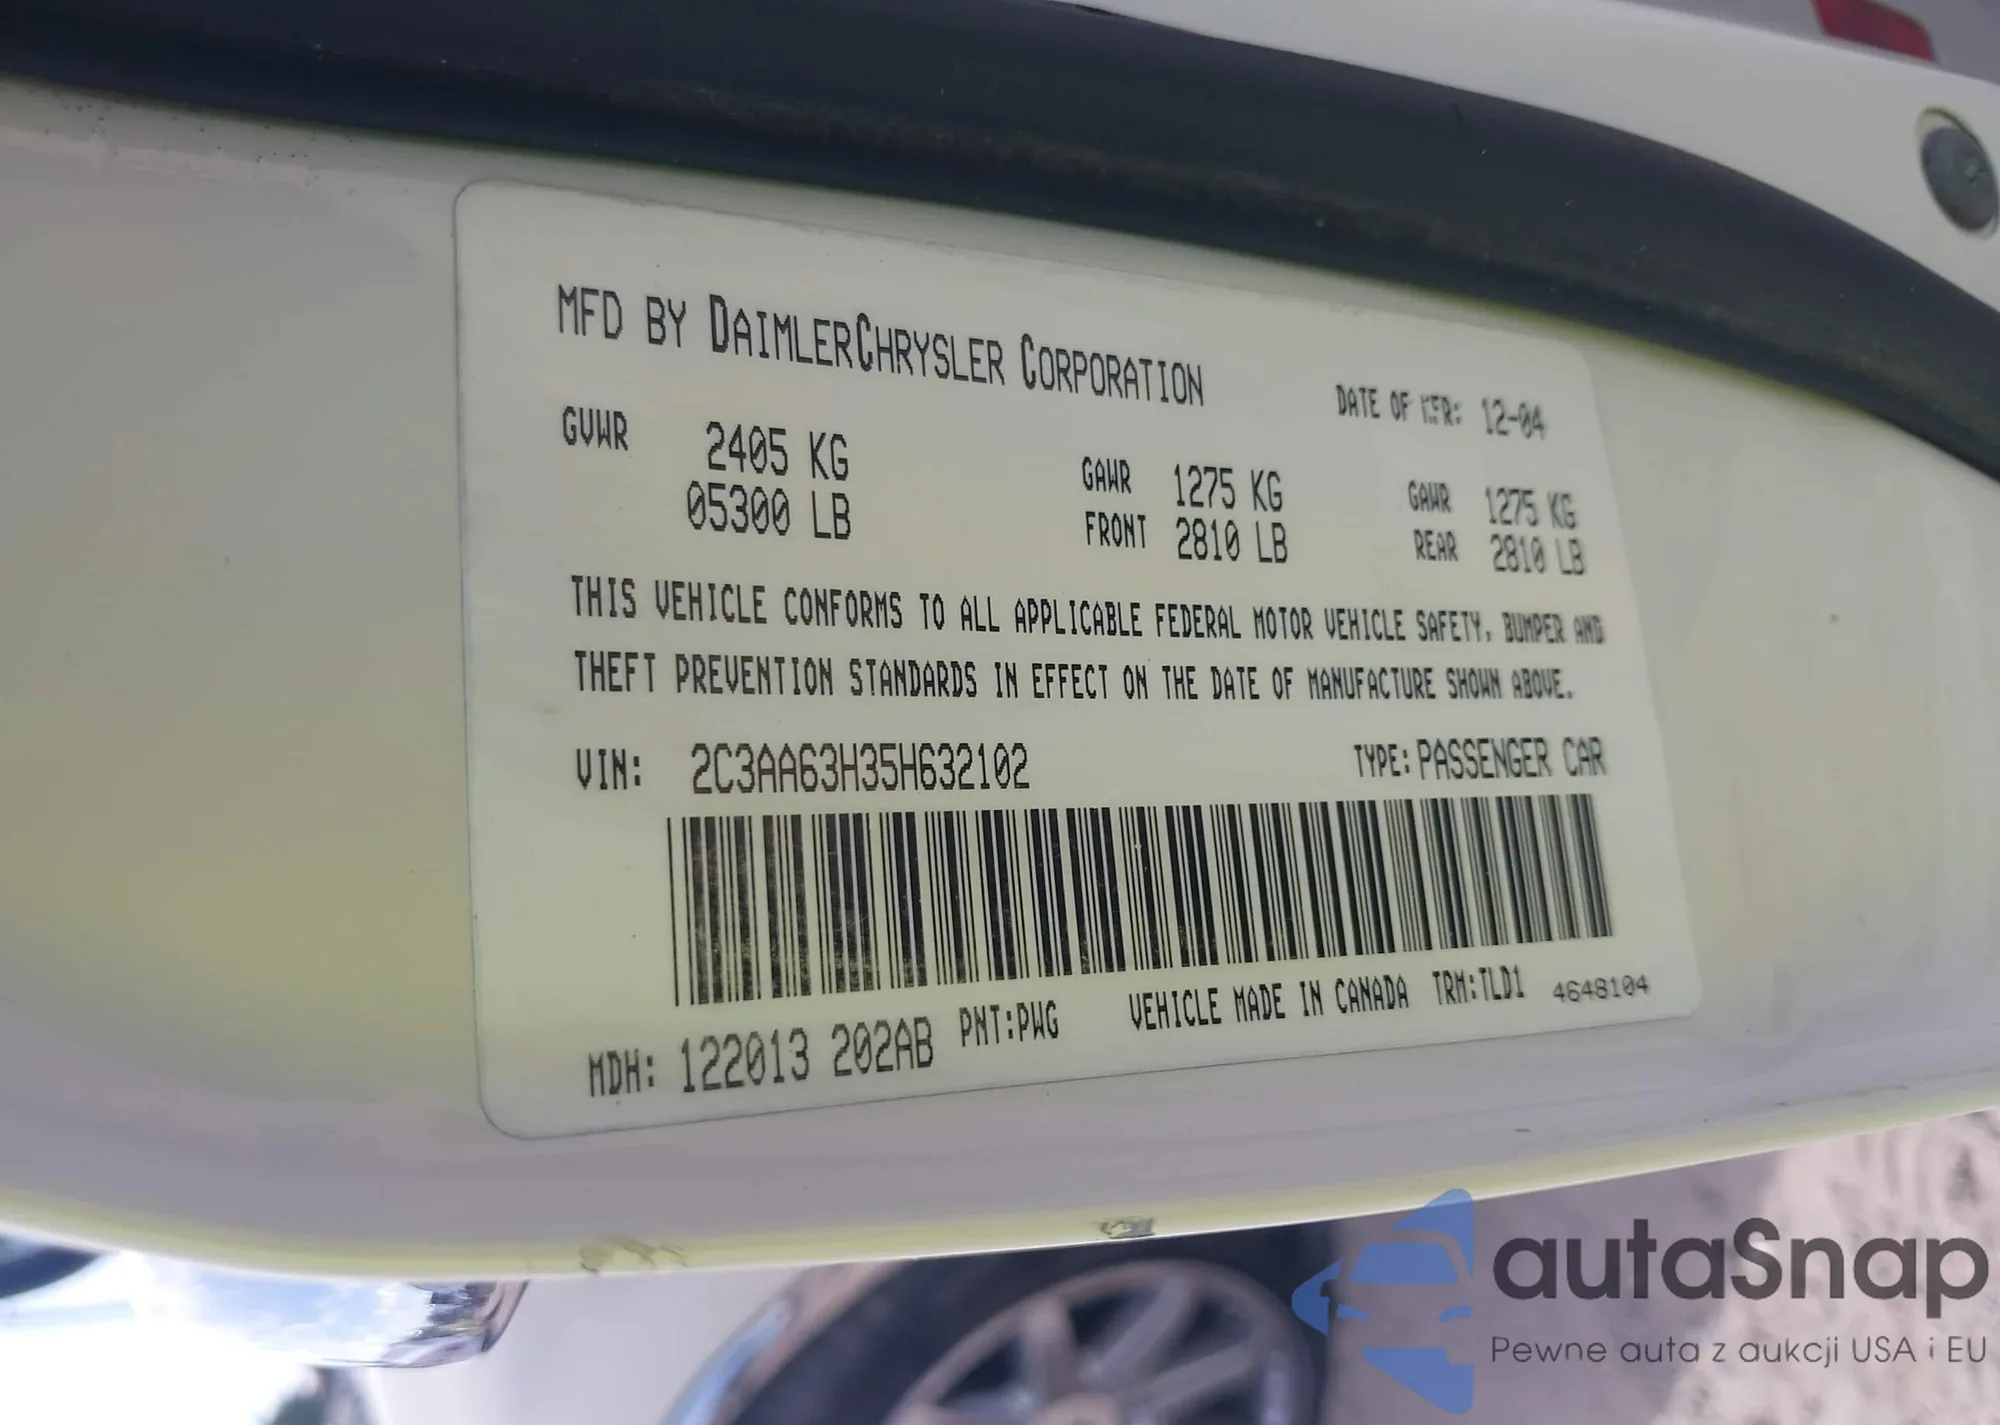 MFD BY DAIMLERCHRYSLER CORPORATION
DATE OF MFR: 12-04
GVWR 2405 KG
05300 LB
GAWR 1275 KG
FRONT 2810 LB
GAWR 1275 KG
REAR 2810 LB
THIS VEHICLE CONFORMS TO ALL APPLICABLE FEDERAL MOTOR VEHICLE SAFETY, BUMPER AND
THEFT PREVENTION STANDARDS IN EFFECT ON THE DATE OF MANUFACTURE SHOWN ABOVE.
VIN: 2C3AA63H35H632102
TYPE: PASSENGER CAR
MDH: 122013 202AB PNT:PWG VEHICLE MADE IN CANADA TRM:TLD1 4648104
autaSnap
Pewne auta z aukcji USA i EU